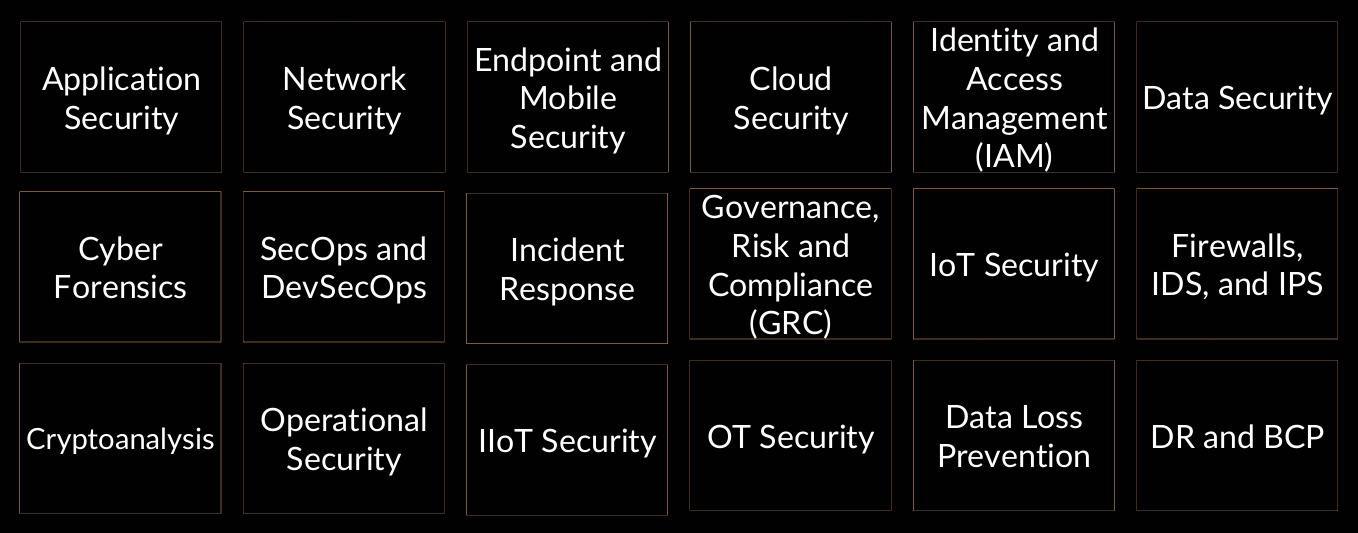 Application
Security
Network
Security
Endpoint and
Mobile
Security
Cloud
Security
Identity and
Access
Management
(IAM)
Data Security
Cyber
Forensics
SecOps and
DevSecOps
Incident
Response
Governance,
Risk and
Compliance
(GRC)
IoT Security
Firewalls,
IDS, and IPS
Cryptoanalysis
Operational
Security
IIoT Security
OT Security
Data Loss
Prevention
DR and BCP